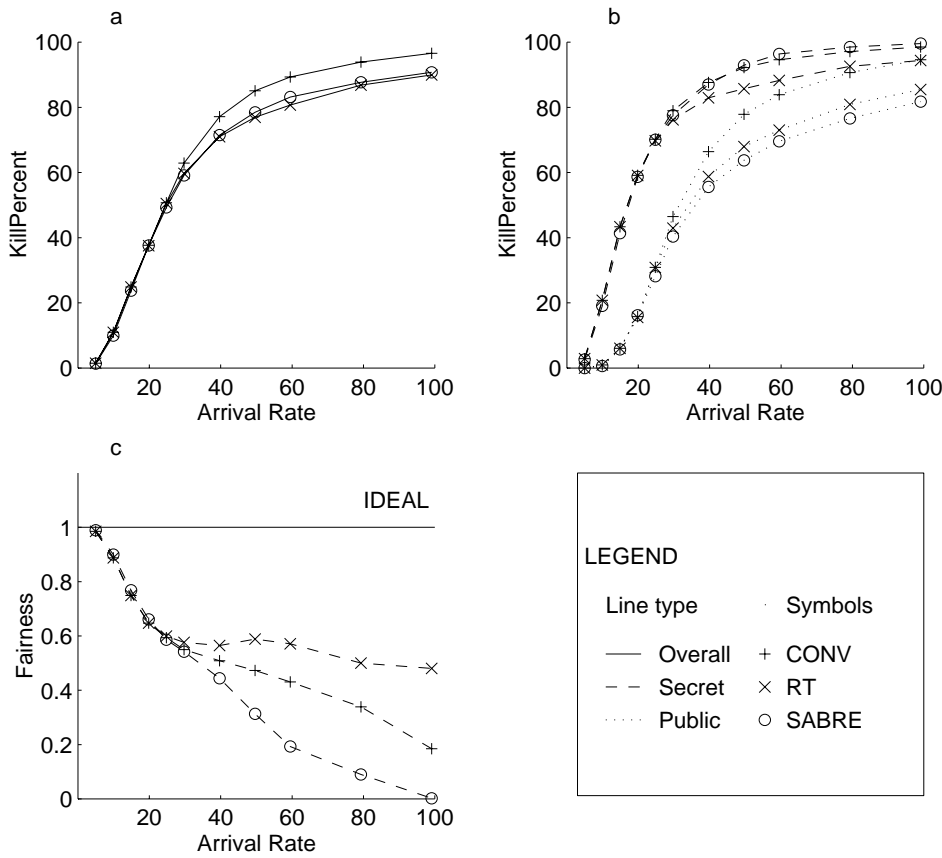 a
100
80
60
40
20
0
KillPercent
20 40 60 80 100
Arrival Rate
b
100
80
60
40
20
0
KillPercent
20 40 60 80 100
Arrival Rate
c
IDEAL
1
0.8
0.6
0.4
0.2
0
Fairness
20 40 60 80 100
Arrival Rate
LEGEND
Line type Symbols
Overall CONV
Secret RT
Public SABRE